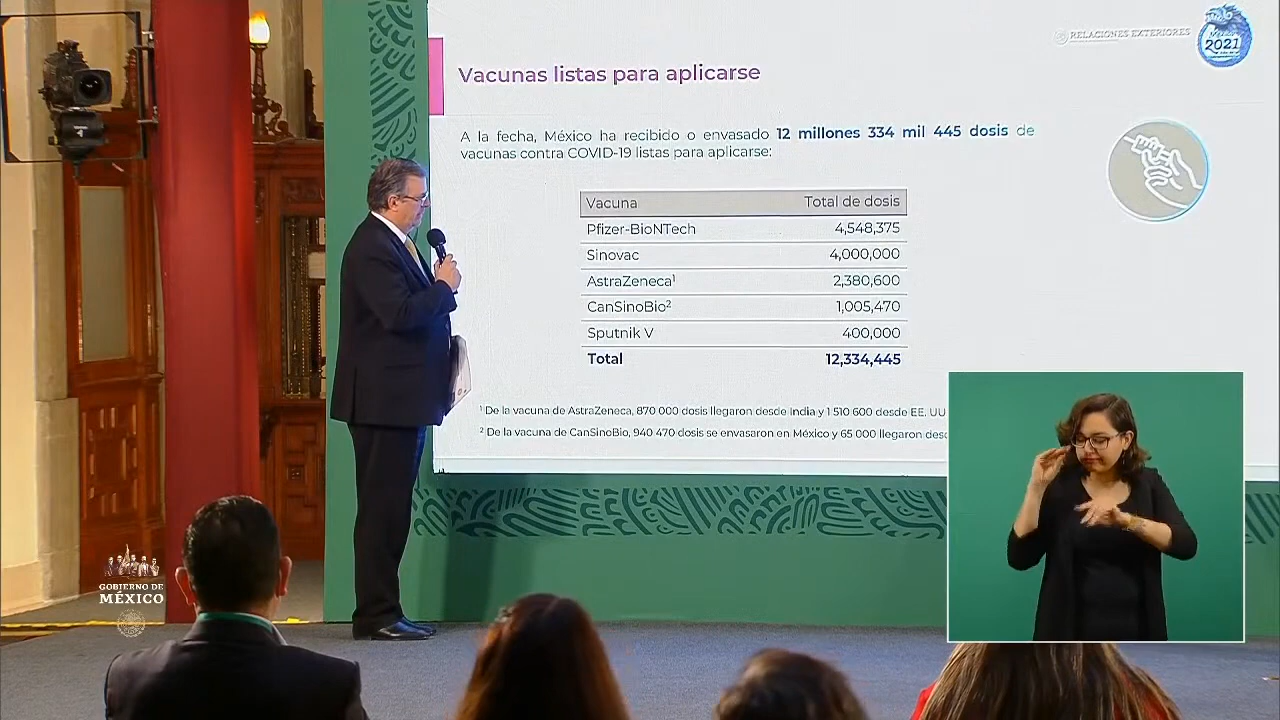 RELACIONES EXTERIORES
México
2021
Vacunas listas para aplicarse
A la fecha, México ha recibido o envasado 12 millones 334 mil 445 dosis de
vacunas contra COVID-19 listas para aplicarse:
Vacuna Total de dosis
Pfizer-BioNTech 4,548,375
Sinovac 4,000,000
AstraZeneca¹ 2,380,600
CanSinoBio² 1,005,470
Sputnik V 400,000
Total 12,334,445
¹ De la vacuna de AstraZeneca, 870 000 dosis llegaron desde India y 1 510 600 desde EE. UU
² De la vacuna de CanSinoBio, 940 470 dosis se envasaron en México y 65 000 llegaron desd
GOBIERNO DE
MÉXICO
1